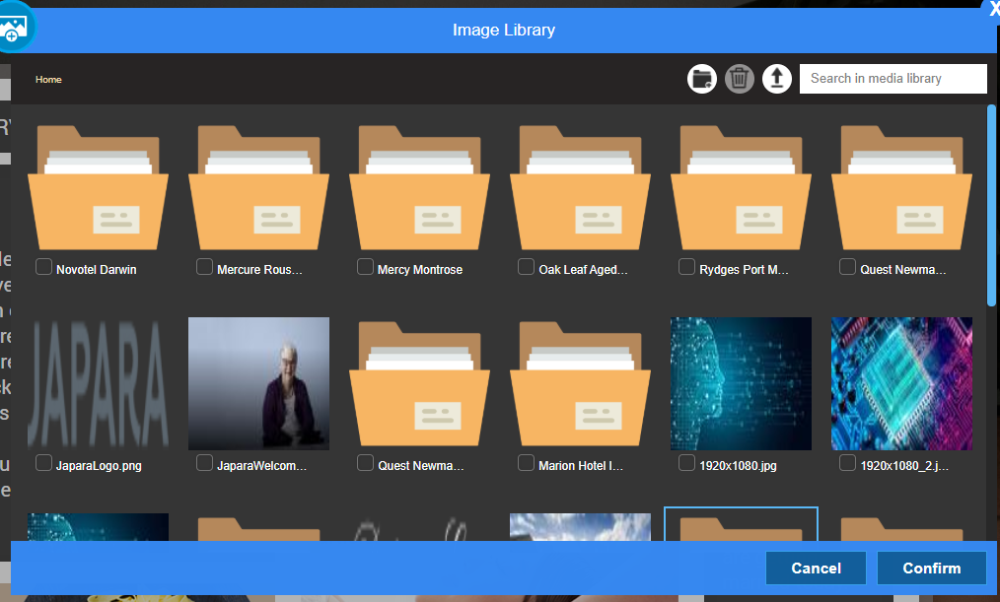 X
Image Library
Home
Search in media library
Novotel Darwin
Mercure Rous...
Mercy Montrose
Oak Leaf Aged...
Rydges Port M...
Quest Newma...
JAPARA
JaparaLogo.png
JaparaWelcom...
Quest Newma...
Marion Hotel I...
1920x1080.jpg
1920x1080_2.j...
Cancel
Confirm